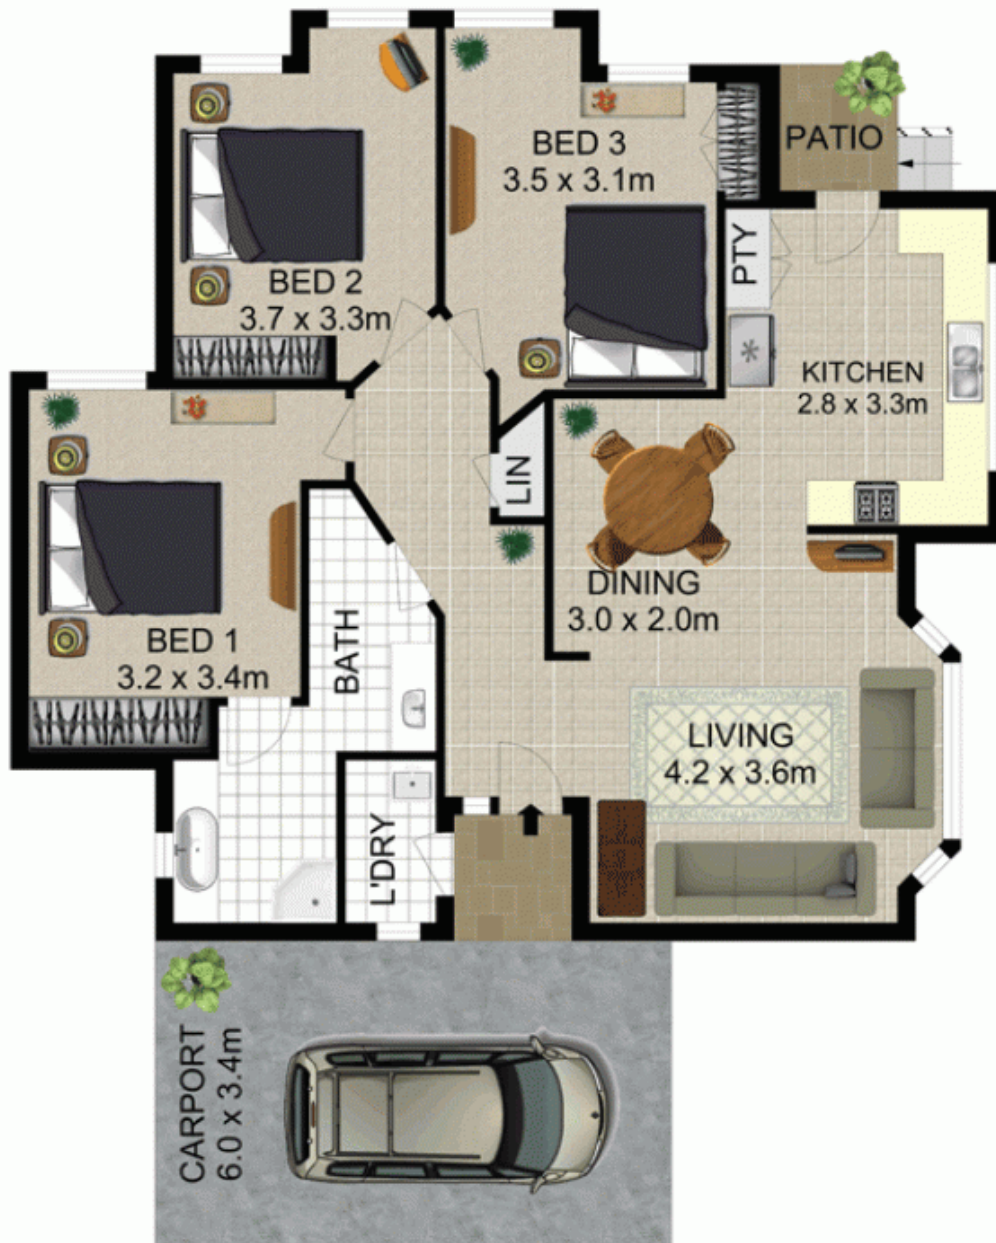 BED 3
3.5 x 3.1m
PATIO
BED 2
3.7 x 3.3m
PTY
KITCHEN
2.8 x 3.3m
LIN
DINING
3.0 x 2.0m
BED 1
3.2 x 3.4m
BATH
LIVING
4.2 x 3.6m
L'DRY
CARPORT
6.0 x 3.4m